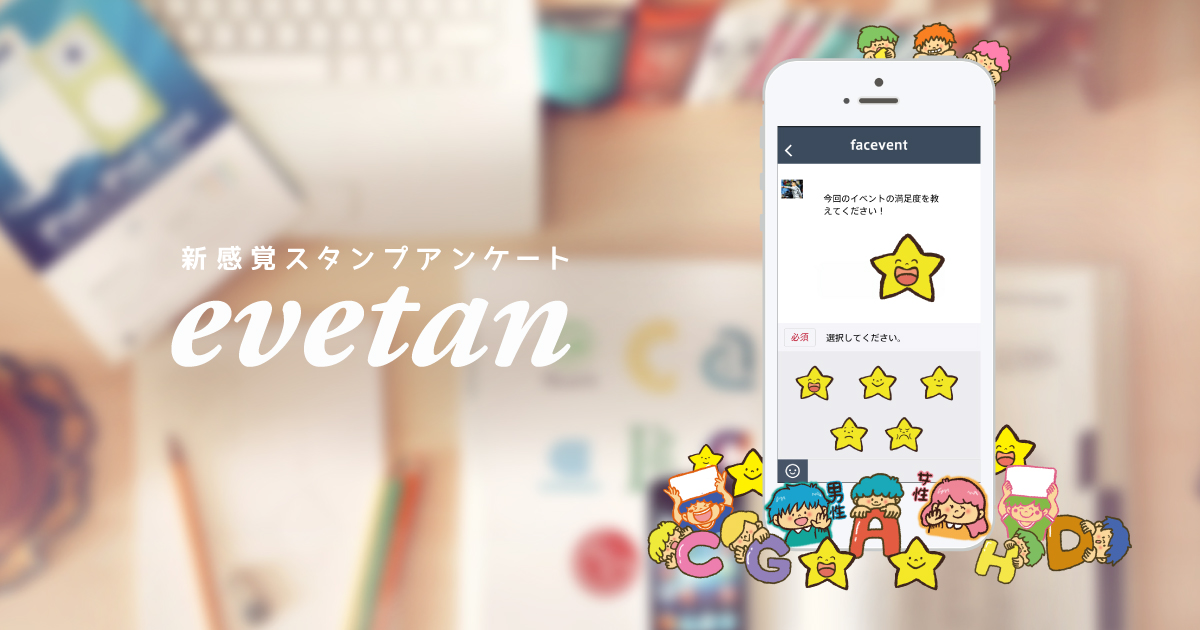 新感覚スタンプアンケート
evetan
facevent
今回のイベントの満足度を教
えてください！
必須
選択してください。
男性
女性
C
G
A
H
D
e c a
B